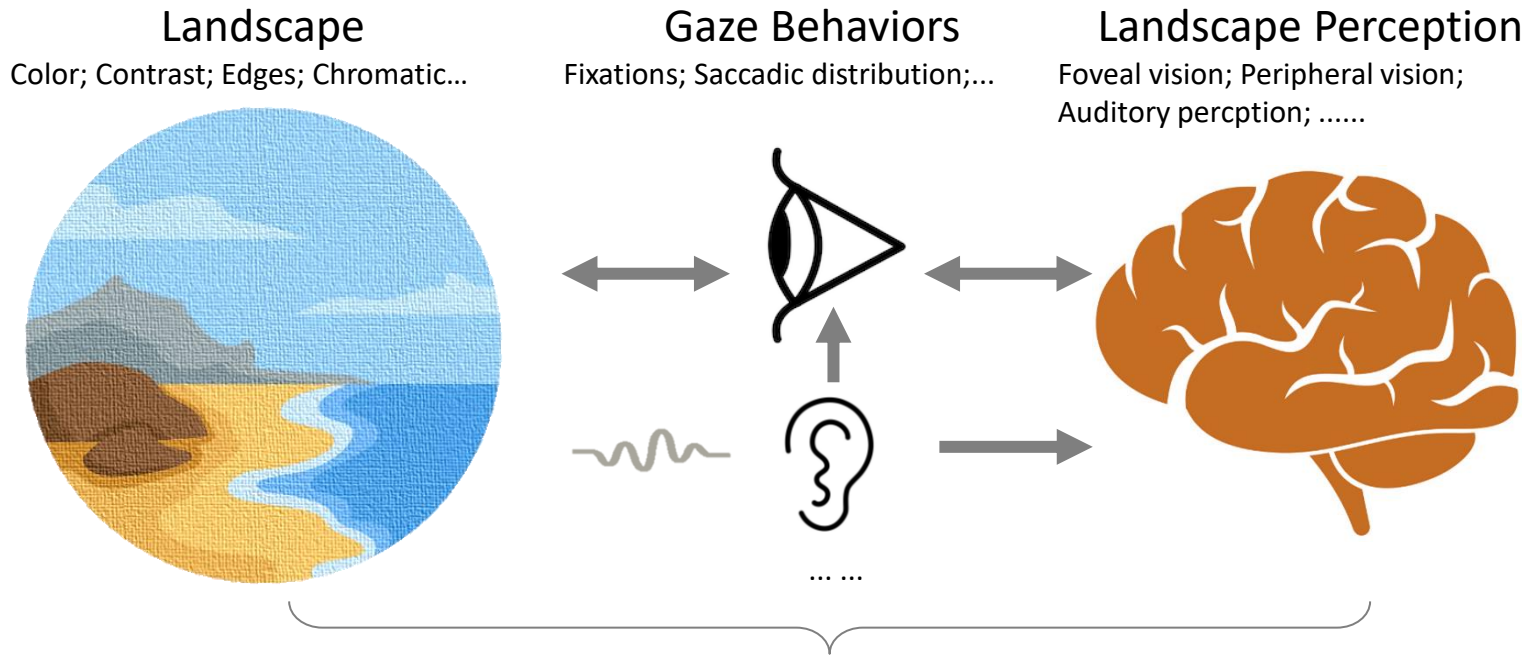 Landscape
Color; Contrast; Edges; Chromatic...
Gaze Behaviors
Fixations; Saccadic distribution;...
Landscape Perception
Foveal vision; Peripheral vision;
Auditory percption; ......
... ...